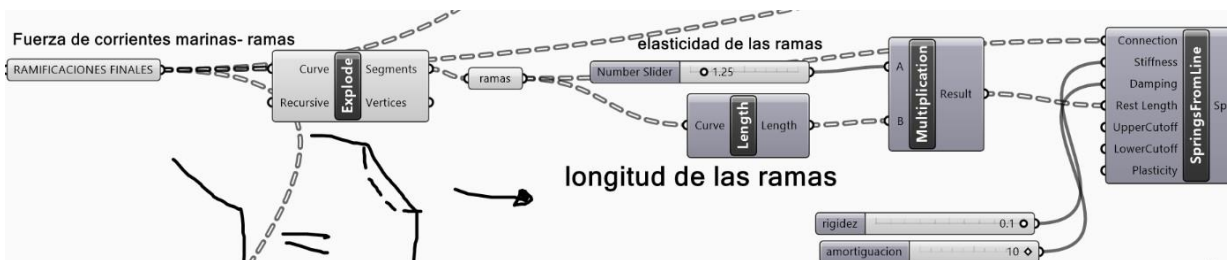 Fuerza de corrientes marinas- ramas
RAMIFICACIONES FINALES
Curve
Recursive
Explode
Segments
Vertices
ramas
elasticidad de las ramas
Number Slider
1.25
Curve
Length
Length
longitud de las ramas
A
B
Multiplication
Result
Connection
Stiffness
Damping
Rest Length
UpperCutoff
LowerCutoff
Plasticity
SpringsFromLine
rigidez
0.1
amortiguacion
10